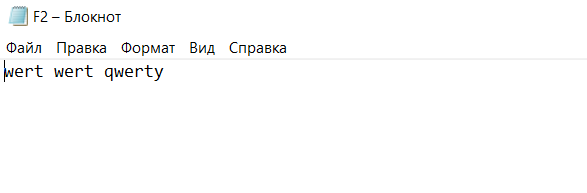 F2 – Блокнот
Файл Правка Формат Вид Справка
wert wert qwerty